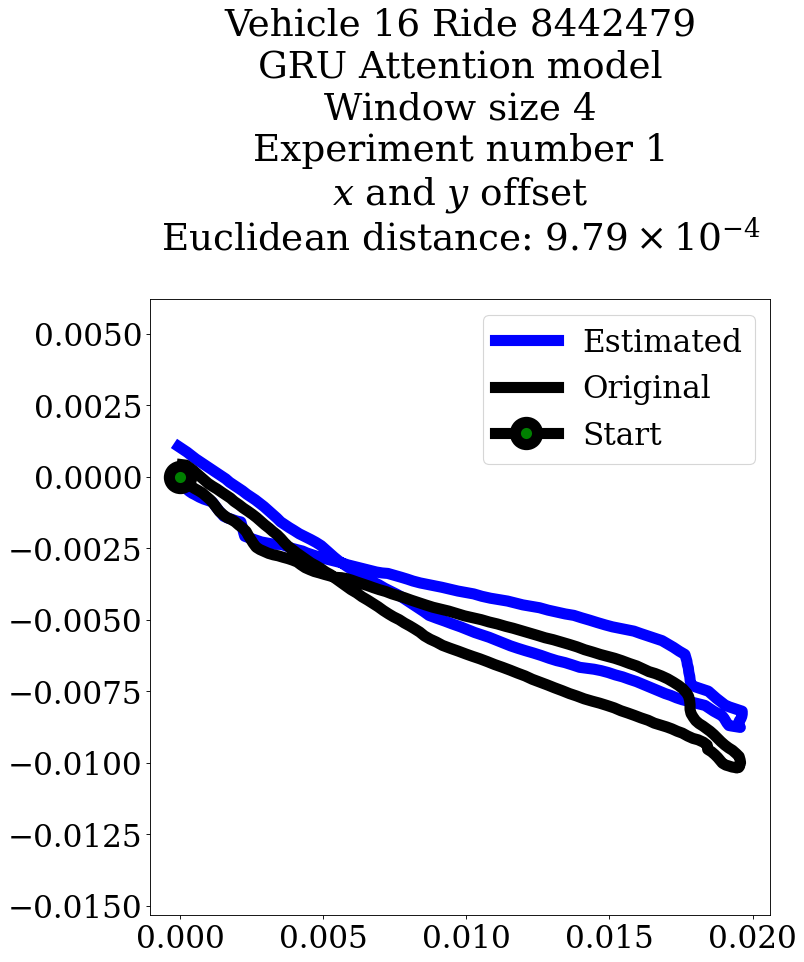 Vehicle 16 Ride 8442479
GRU Attention model
Window size 4
Experiment number 1
x and y offset
Euclidean distance: 9.79 × 10⁻⁴
Estimated
Original
Start
0.0050
0.0025
0.0000
−0.0025
−0.0050
−0.0075
−0.0100
−0.0125
−0.0150
0.000 0.005 0.010 0.015 0.020